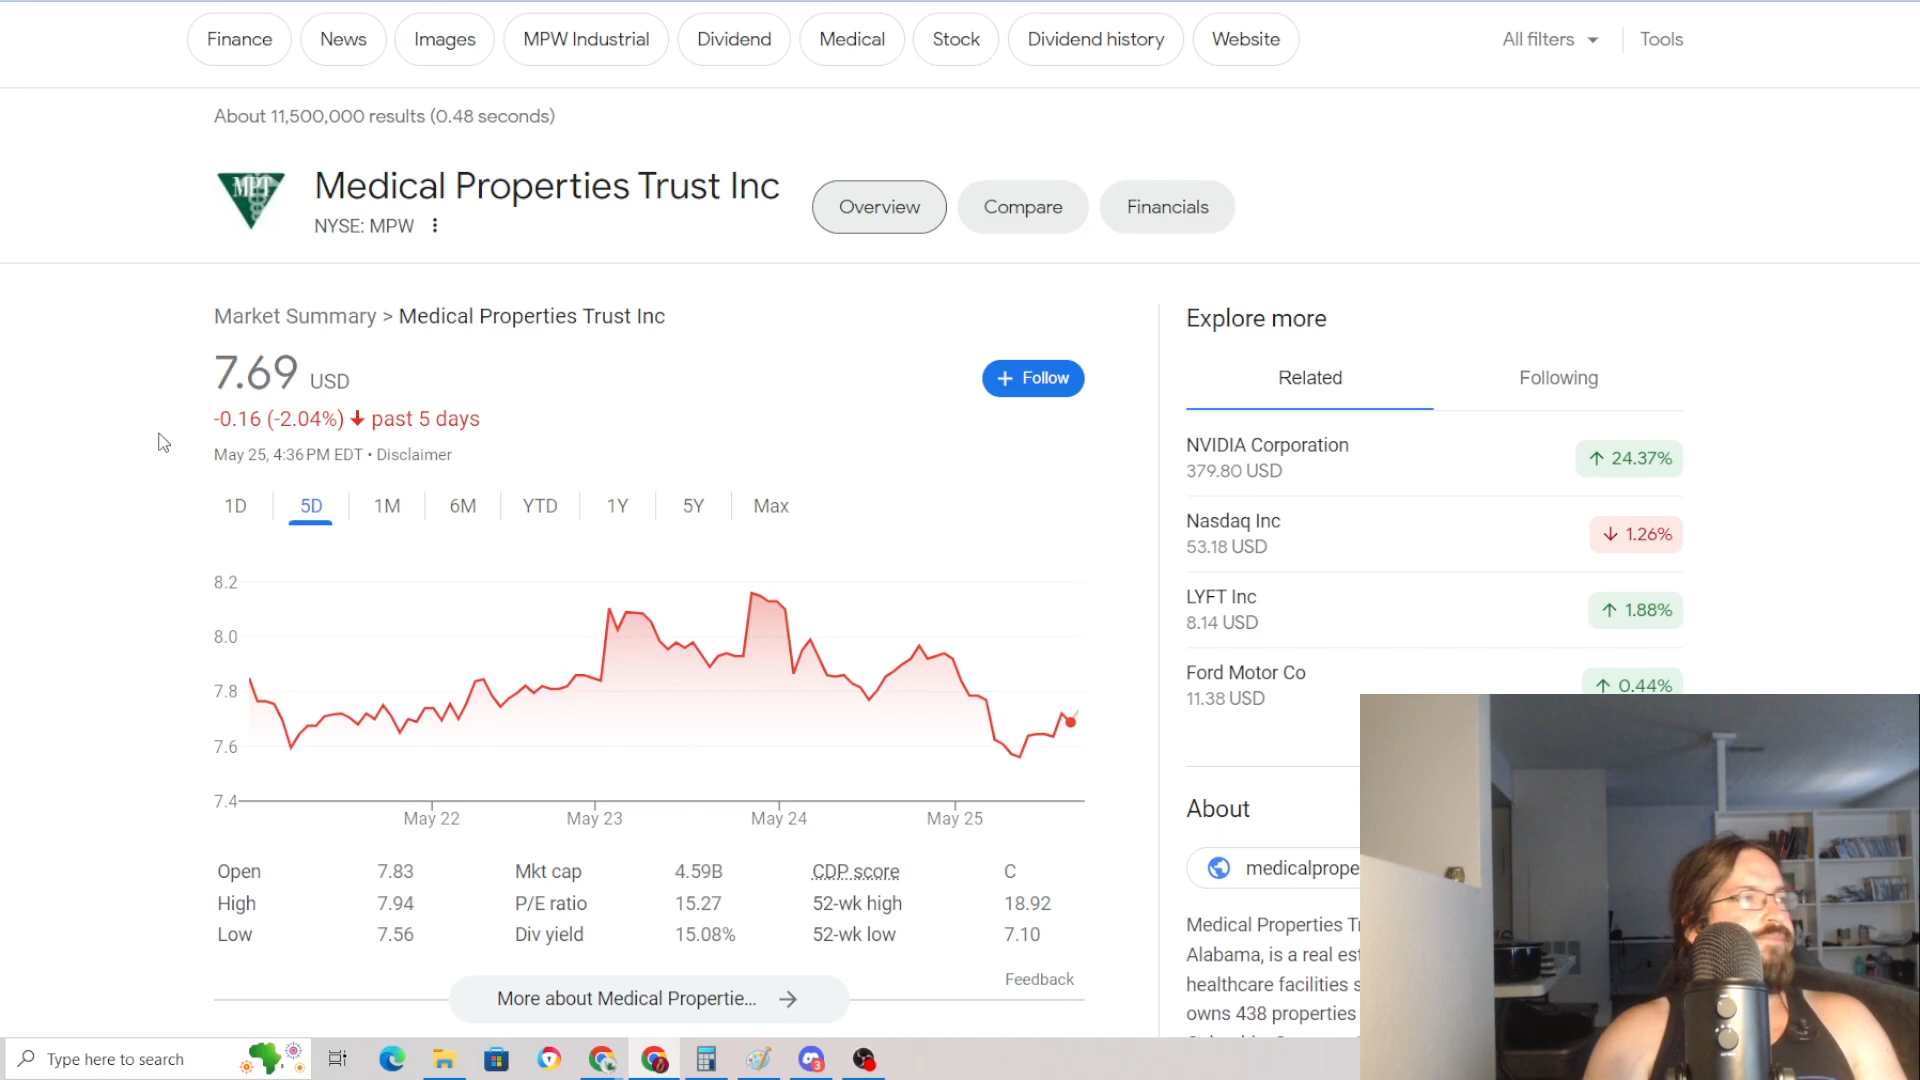 Finance News Images MPW Industrial Dividend Medical Stock Dividend history Website All filters Tools
About 11,500,000 results (0.48 seconds)
MPT
Medical Properties Trust Inc
NYSE: MPW
Overview Compare Financials
Market Summary > Medical Properties Trust Inc
7.69 USD
-0.16 (-2.04%) past 5 days
May 25, 4:36 PM EDT • Disclaimer
+ Follow
1D 5D 1M 6M YTD 1Y 5Y Max
8.2
8.0
7.8
7.6
7.4
May 22 May 23 May 24 May 25
Open 7.83 Mkt cap 4.59B CDP score C
High 7.94 P/E ratio 15.27 52-wk high 18.92
Low 7.56 Div yield 15.08% 52-wk low 7.10
Feedback
More about Medical Propertie... →
Explore more
Related Following
NVIDIA Corporation
379.80 USD
↑ 24.37%
Nasdaq Inc
53.18 USD
↓ 1.26%
LYFT Inc
8.14 USD
↑ 1.88%
Ford Motor Co
11.38 USD
↑ 0.44%
About
medicalprope
Medical Properties Tr
Alabama, is a real est
healthcare facilities s
owns 438 properties
Type here to search
3